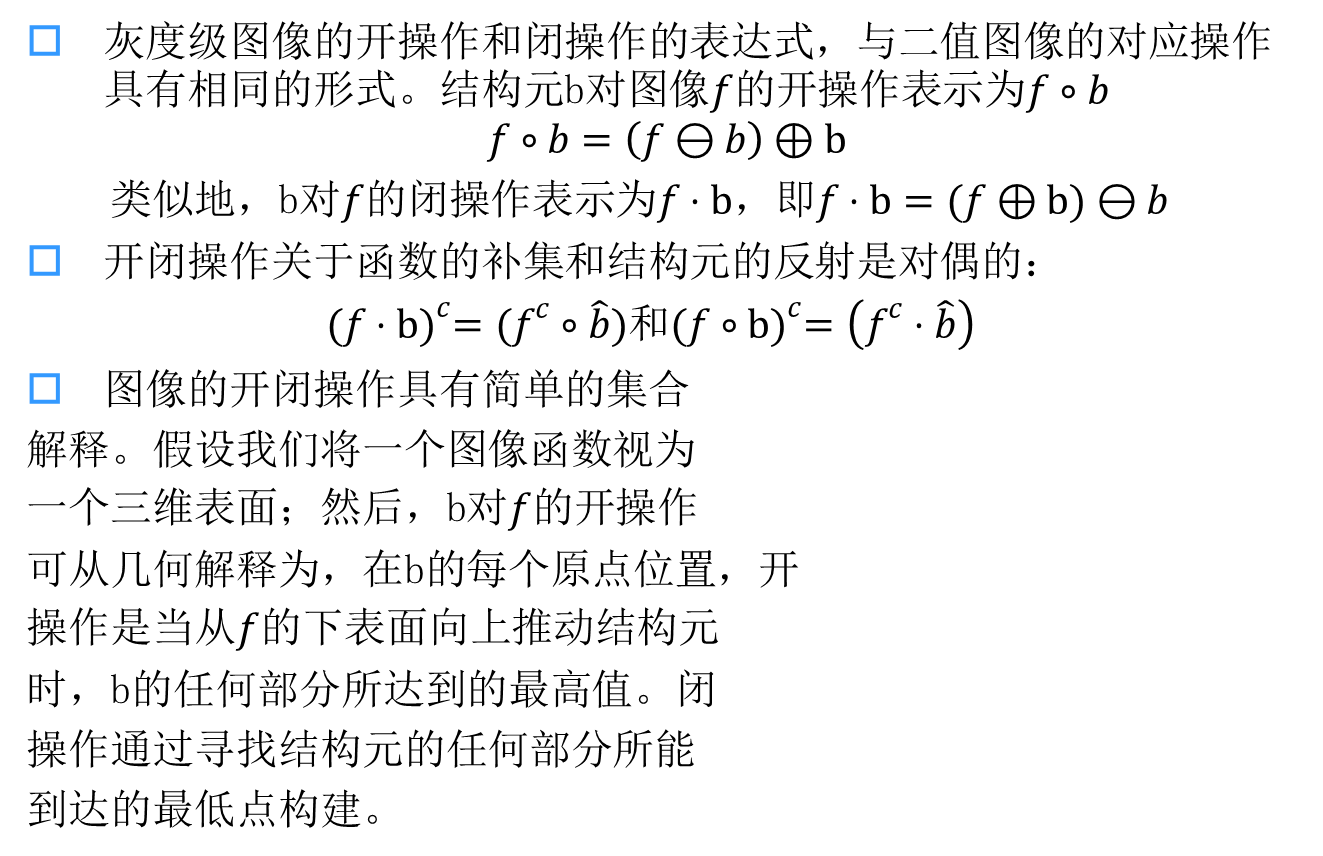 □ 灰度级图像的开操作和闭操作的表达式，与二值图像的对应操作
具有相同的形式。结构元b对图像f的开操作表示为f ∘ b
f ∘ b = (f ⊖ b) ⊕ b
类似地，b对f的闭操作表示为f · b，即f · b = (f ⊕ b) ⊖ b
□ 开闭操作关于函数的补集和结构元的反射是对偶的：
(f · b)ᶜ= (fᶜ ∘ b̂)和(f ∘ b)ᶜ= (fᶜ · b̂)
□ 图像的开闭操作具有简单的集合
解释。假设我们将一个图像函数视为
一个三维表面；然后，b对f的开操作
可从几何解释为，在b的每个原点位置，开
操作是当从f的下表面向上推动结构元
时，b的任何部分所达到的最高值。闭
操作通过寻找结构元的任何部分所能
到达的最低点构建。